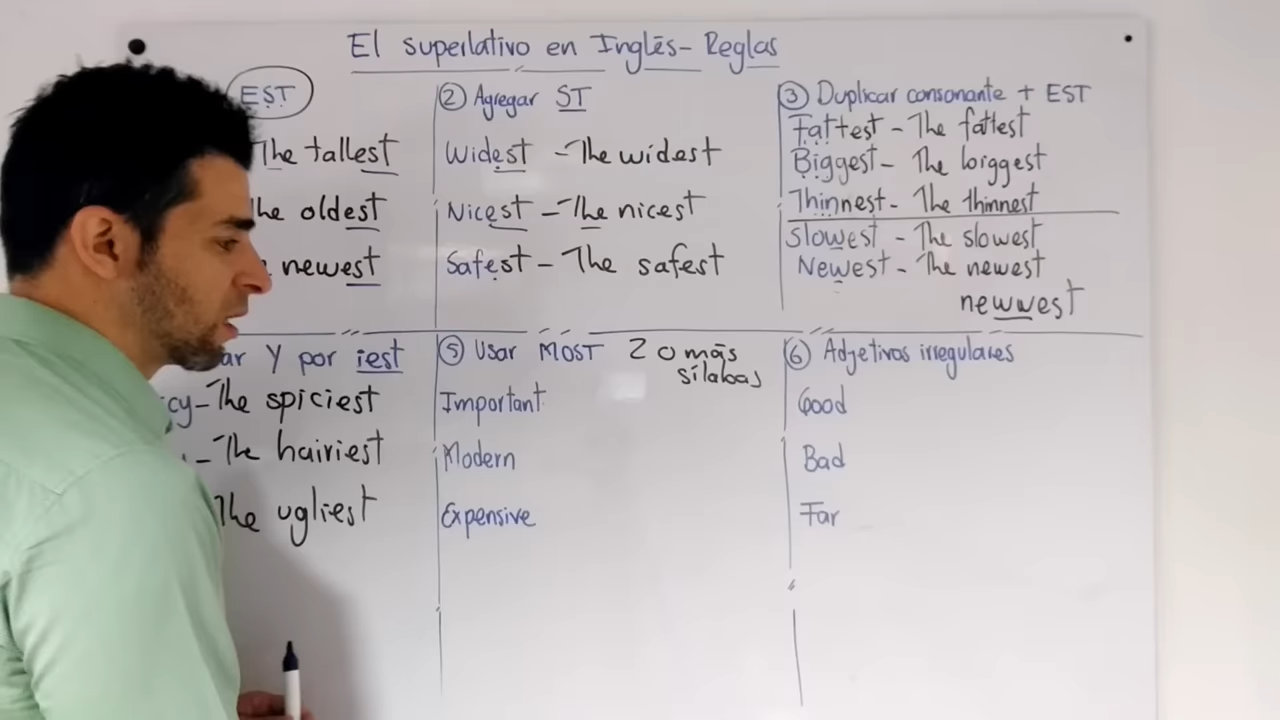 El superlativo en Inglēs- Reglas
EST
The tallest
the oldest
newest
② Agregar ST
Widest - The widest
Nicest - The nicest
Safest - The safest
③ Duplicar consonante + EST
Fattest - The fattest
Biggest - The biggest
Thinnest - The thinnest
Slowest - The slowest
Newest - The newest
newwest
Y por iest
cy - The spiciest
- The hairiest
The ugliest
⑤ Usar MOST 2 o más
sílabas
Important
Modern
Expensive
⑥ Adjetivos irregulares
Good
Bad
Far